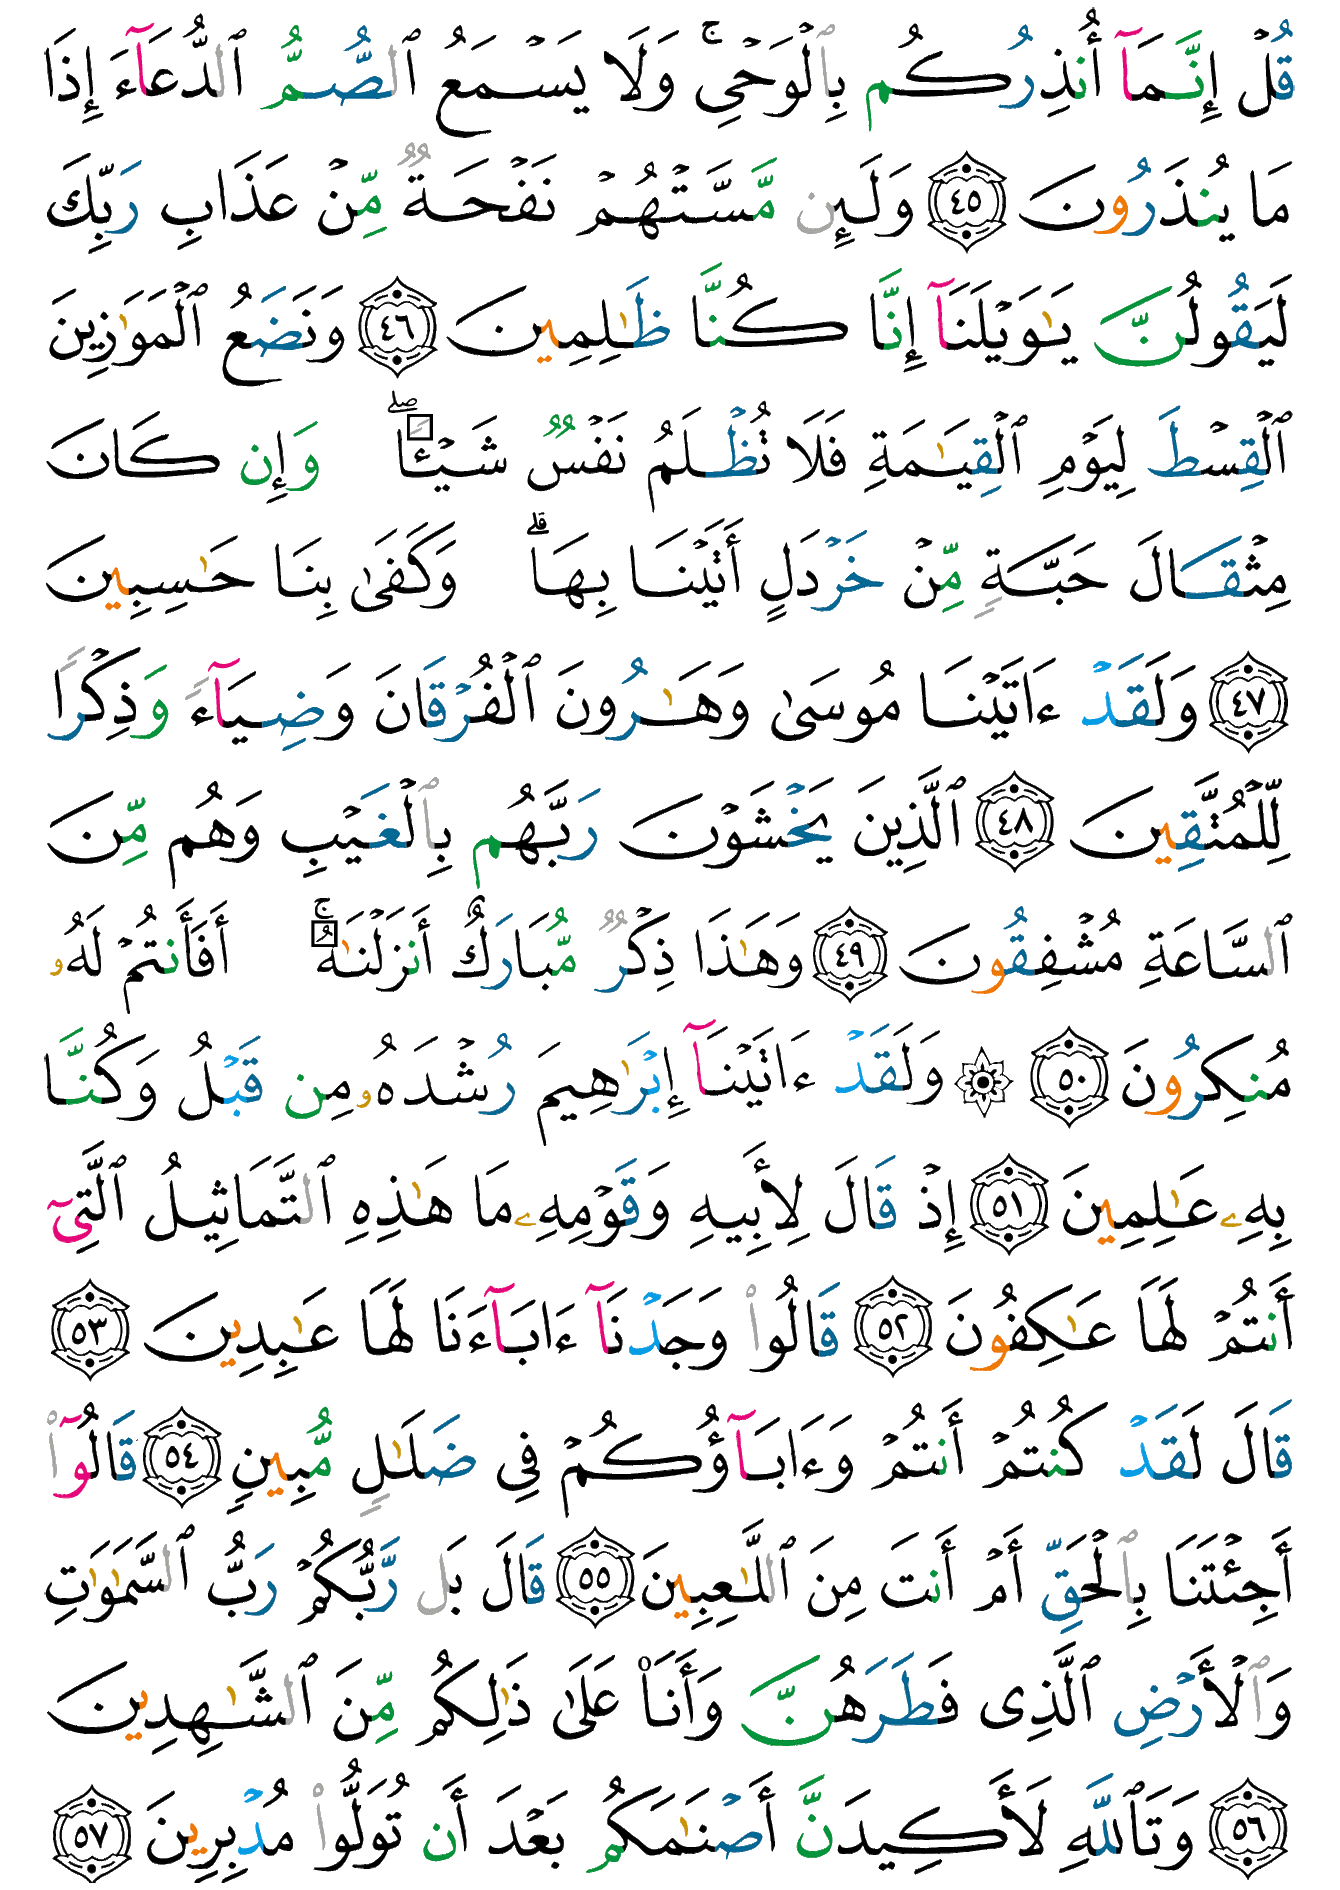 قُلْ إِنَّمَآ أُنذِرُكُم بِٱلْوَحْىِ ۚ وَلَا يَسْمَعُ ٱلصُّمُّ ٱلدُّعَآءَ إِذَا
مَا يُنذَرُونَ ﴿٤٥﴾ وَلَئِن مَّسَّتْهُمْ نَفْحَةٌ مِّنْ عَذَابِ رَبِّكَ
لَيَقُولُنَّ يَٰوَيْلَنَآ إِنَّا كُنَّا ظَٰلِمِينَ ﴿٤٦﴾ وَنَضَعُ ٱلْمَوَٰزِينَ
ٱلْقِسْطَ لِيَوْمِ ٱلْقِيَٰمَةِ فَلَا تُظْلَمُ نَفْسٌ شَيْـًٔا ۖ وَإِن كَانَ
مِثْقَالَ حَبَّةٍ مِّنْ خَرْدَلٍ أَتَيْنَا بِهَا ۗ وَكَفَىٰ بِنَا حَٰسِبِينَ
﴿٤٧﴾ وَلَقَدْ ءَاتَيْنَا مُوسَىٰ وَهَٰرُونَ ٱلْفُرْقَانَ وَضِيَآءً وَذِكْرًا
لِّلْمُتَّقِينَ ﴿٤٨﴾ ٱلَّذِينَ يَخْشَوْنَ رَبَّهُم بِٱلْغَيْبِ وَهُم مِّنَ
ٱلسَّاعَةِ مُشْفِقُونَ ﴿٤٩﴾ وَهَٰذَا ذِكْرٌ مُّبَارَكٌ أَنزَلْنَٰهُ ۚ أَفَأَنتُمْ لَهُۥ
مُنكِرُونَ ﴿٥٠﴾ ۞ وَلَقَدْ ءَاتَيْنَآ إِبْرَٰهِيمَ رُشْدَهُۥ مِن قَبْلُ وَكُنَّا
بِهِۦ عَٰلِمِينَ ﴿٥١﴾ إِذْ قَالَ لِأَبِيهِ وَقَوْمِهِۦ مَا هَٰذِهِ ٱلتَّمَاثِيلُ ٱلَّتِىٓ
أَنتُمْ لَهَا عَٰكِفُونَ ﴿٥٢﴾ قَالُوا۟ وَجَدْنَآ ءَابَآءَنَا لَهَا عَٰبِدِينَ ﴿٥٣﴾
قَالَ لَقَدْ كُنتُمْ أَنتُمْ وَءَابَآؤُكُمْ فِى ضَلَٰلٍ مُّبِينٍ ﴿٥٤﴾ قَالُوٓا۟
أَجِئْتَنَا بِٱلْحَقِّ أَمْ أَنتَ مِنَ ٱللَّٰعِبِينَ ﴿٥٥﴾ قَالَ بَل رَّبُّكُمْ رَبُّ ٱلسَّمَٰوَٰتِ
وَٱلْأَرْضِ ٱلَّذِى فَطَرَهُنَّ وَأَنَا۠ عَلَىٰ ذَٰلِكُم مِّنَ ٱلشَّٰهِدِينَ
﴿٥٦﴾ وَتَٱللَّهِ لَأَكِيدَنَّ أَصْنَٰمَكُم بَعْدَ أَن تُوَلُّوا۟ مُدْبِرِينَ ﴿٥٧﴾